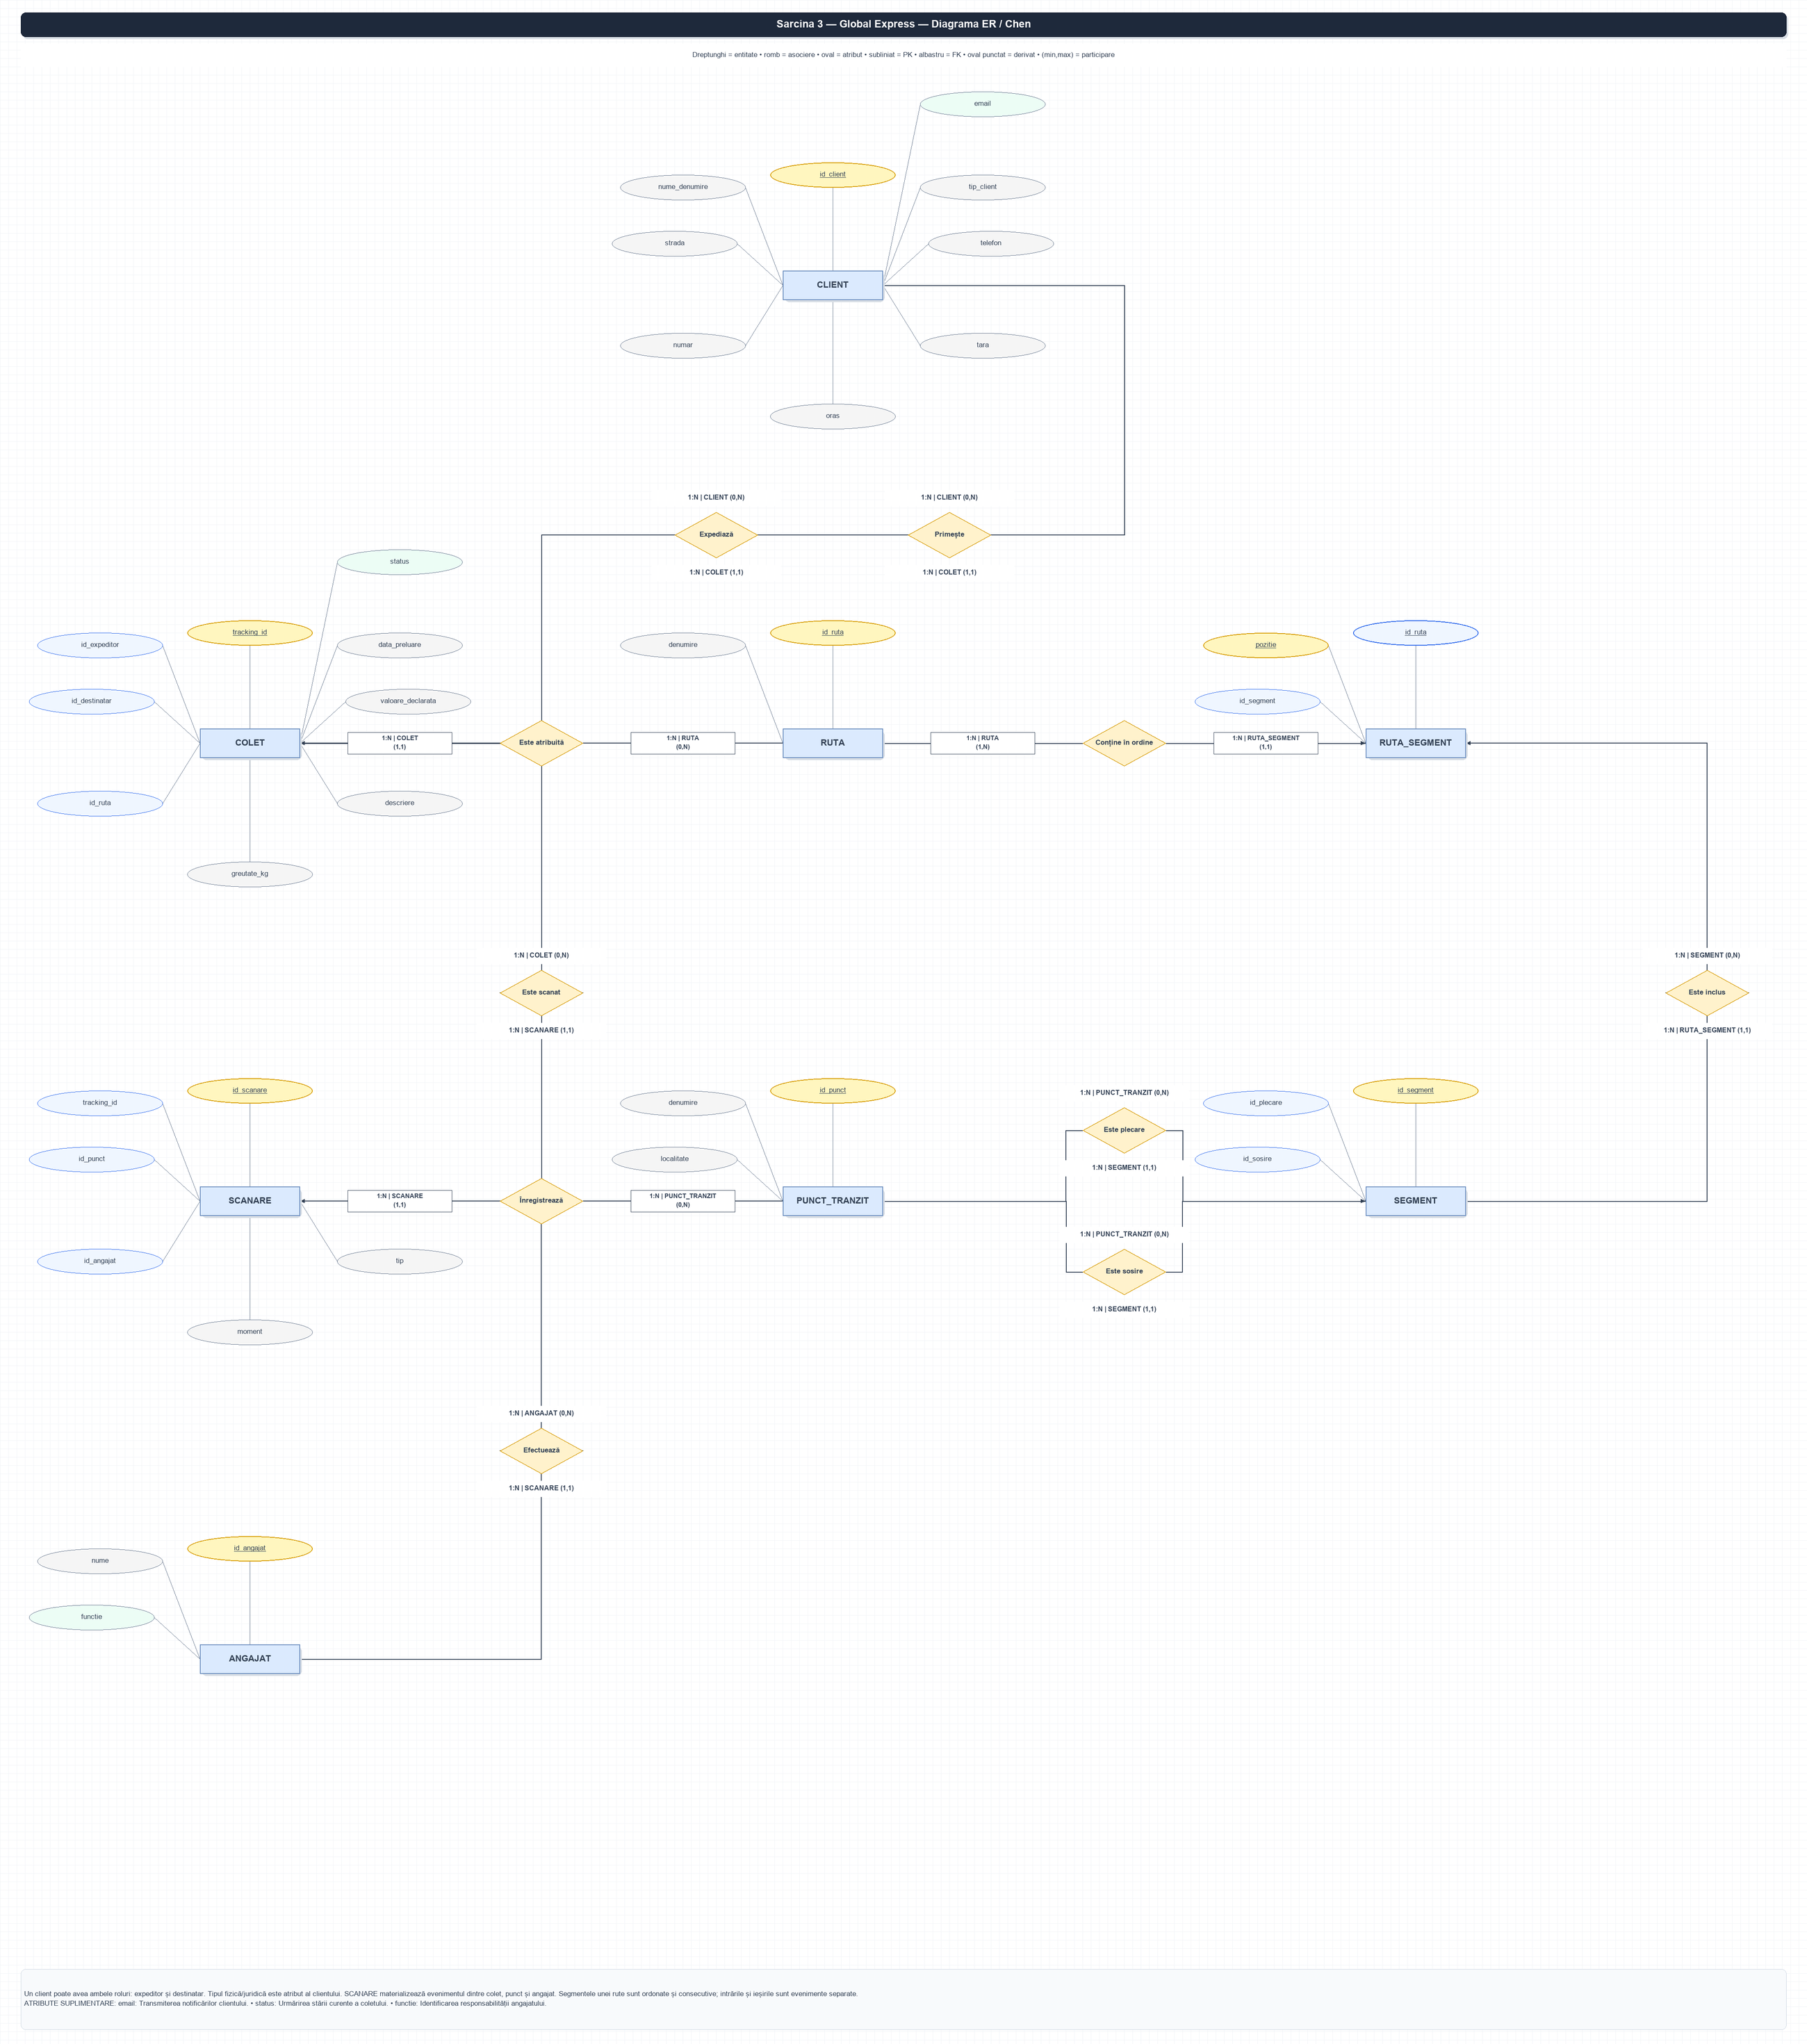 Sarcina 3 — Global Express — Diagrama ER / Chen
Dreptunghi = entitate • romb = asociere • oval = atribut • subliniat = PK • albastru = FK • oval punctat = derivat • (min,max) = participare
email
id_client
nume_denumire
tip_client
strada
telefon
CLIENT
numar
tara
oras
1:N | CLIENT (0,N)
1:N | CLIENT (0,N)
Expediază
Primește
1:N | COLET (1,1)
1:N | COLET (1,1)
status
tracking_id
id_expeditor
data_preluare
id_destinatar
valoare_declarata
COLET
1:N | COLET
(1,1)
Este atribuită
1:N | RUTA
(0,N)
id_ruta
descriere
greutate_kg
id_ruta
denumire
RUTA
1:N | RUTA
(1,N)
Conține în ordine
1:N | RUTA_SEGMENT
(1,1)
id_ruta
pozitie
id_segment
RUTA_SEGMENT
1:N | COLET (0,N)
Este scanat
1:N | SCANARE (1,1)
1:N | SEGMENT (0,N)
Este inclus
1:N | RUTA_SEGMENT (1,1)
id_scanare
tracking_id
id_punct
SCANARE
1:N | SCANARE
(1,1)
Înregistrează
1:N | PUNCT_TRANZIT
(0,N)
id_angajat
tip
moment
id_punct
denumire
localitate
PUNCT_TRANZIT
1:N | PUNCT_TRANZIT (0,N)
Este plecare
1:N | SEGMENT (1,1)
1:N | PUNCT_TRANZIT (0,N)
Este sosire
1:N | SEGMENT (1,1)
id_segment
id_plecare
id_sosire
SEGMENT
1:N | ANGAJAT (0,N)
Efectuează
1:N | SCANARE (1,1)
id_angajat
nume
functie
ANGAJAT
Un client poate avea ambele roluri: expeditor și destinatar. Tipul fizică/juridică este atribut al clientului. SCANARE materializează evenimentul dintre colet, punct și angajat. Segmentele unei rute sunt ordonate și consecutive; intrările și ieșirile sunt evenimente separate.
ATRIBUTE SUPLIMENTARE: email: Transmiterea notificărilor clientului. • status: Urmărirea stării curente a coletului. • functie: Identificarea responsabilității angajatului.